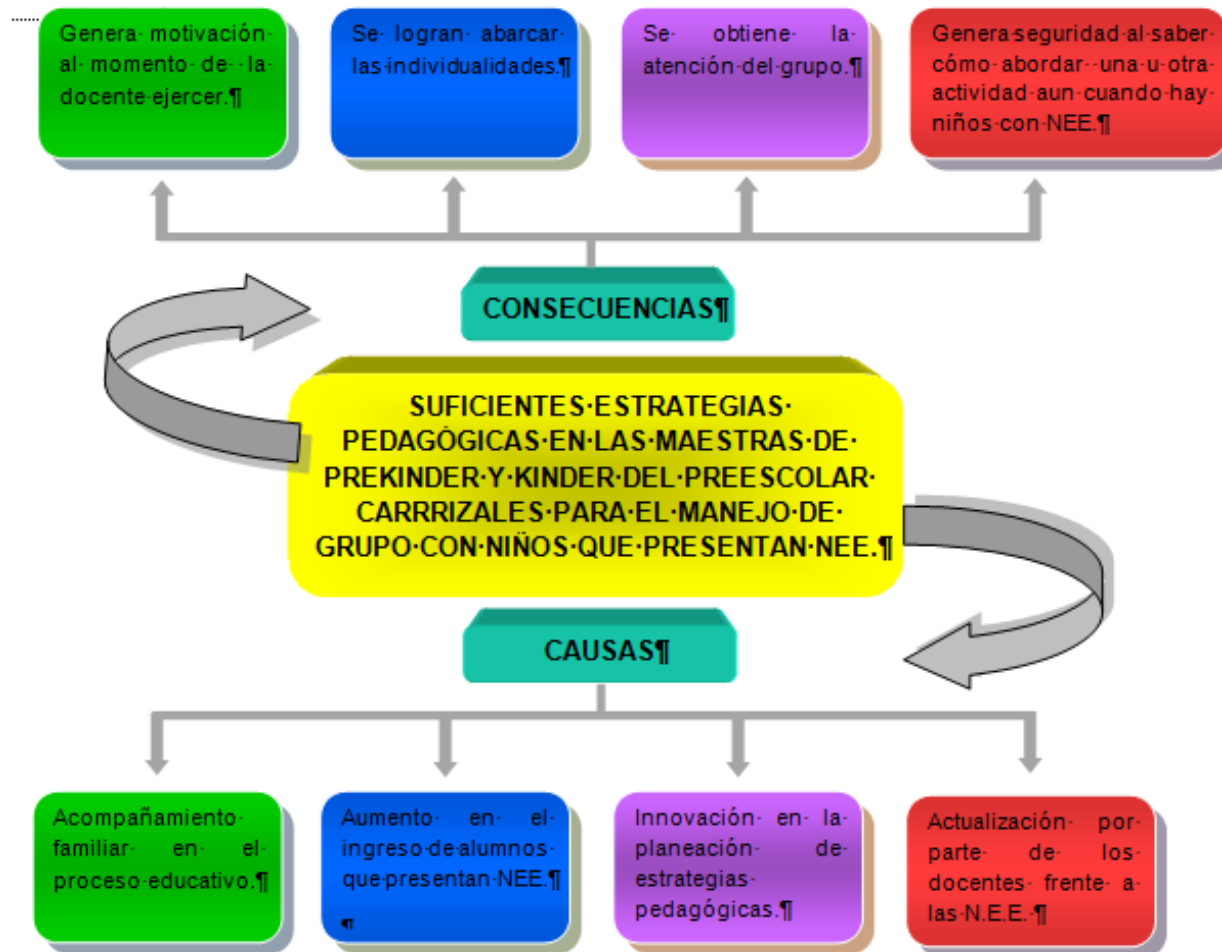 Genera motivación
al momento de la
docente ejercer.¶
Se logran abarcar
las individualidades.¶
Se obtiene la
atención del grupo.¶
Genera seguridad al saber
cómo abordar una u otra
actividad aun cuando hay
niños con NEE.¶
CONSECUENCIAS¶
SUFICIENTES ESTRATEGIAS
PEDAGÓGICAS EN LAS MAESTRAS DE
PREKINDER Y KINDER DEL PREESCOLAR
CARRRIZALES PARA EL MANEJO DE
GRUPO CON NIÑOS QUE PRESENTAN NEE.¶
CAUSAS¶
Acompañamiento
familiar en el
proceso educativo.¶
Aumento en el
ingreso de alumnos
que presentan NEE.¶
¶
Innovación en la
planeación de
estrategias
pedagógicas.¶
Actualización por
parte de los
docentes frente a
las N.E.E. ¶